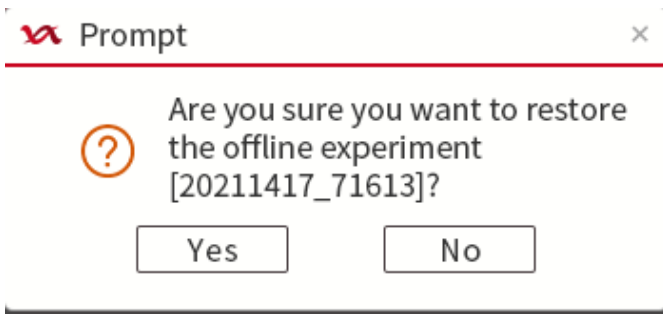 Prompt
Are you sure you want to restore
the offline experiment
[20211417_71613]?
Yes No